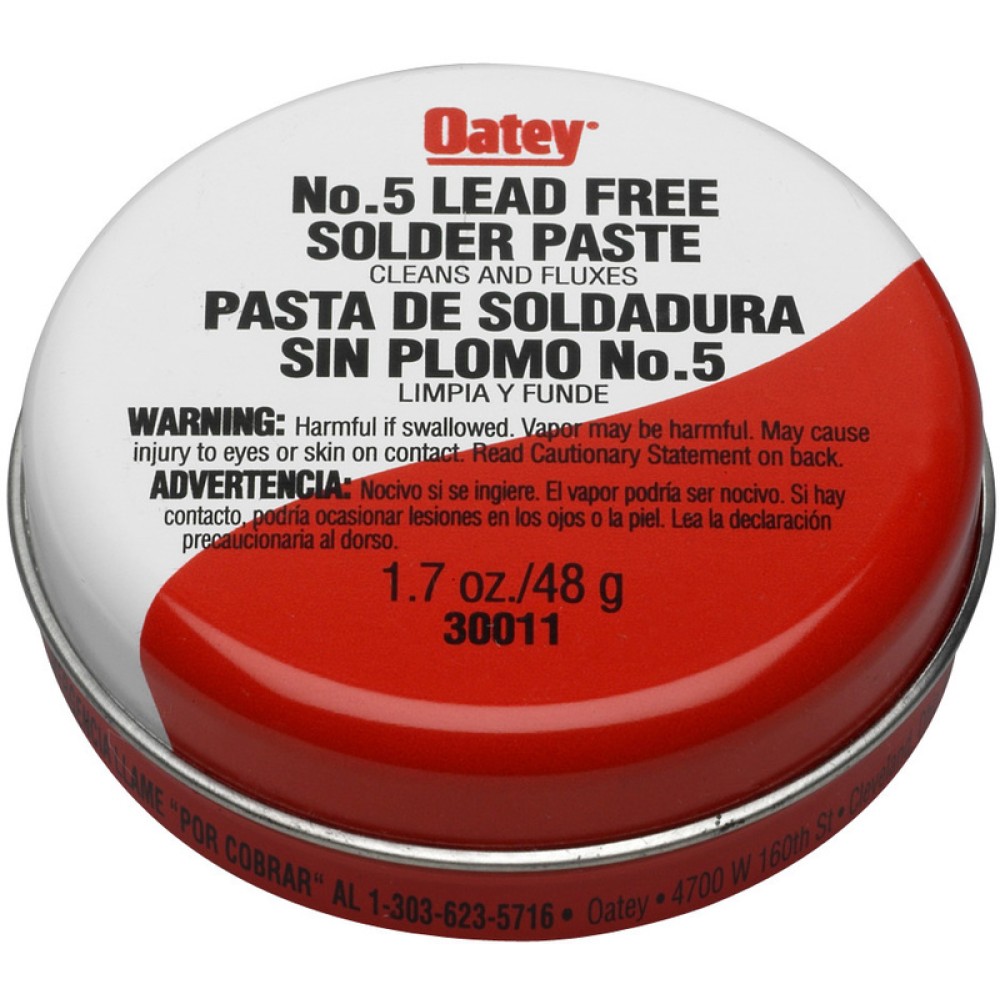 Oatey
No.5 LEAD FREE
SOLDER PASTE
CLEANS AND FLUXES
PASTA DE SOLDADURA
SIN PLOMO No.5
LIMPIA Y FUNDE
WARNING: Harmful if swallowed. Vapor may be harmful. May cause
injury to eyes or skin on contact. Read Cautionary Statement on back.
ADVERTENCIA: Nocivo si se ingiere. El vapor podría ser nocivo. Si hay
contacto, podría ocasionar lesiones en los ojos o la piel. Lea la declaración
precaucionaria al dorso.
1.7 oz./48 g
30011
LLAME "POR COBRAR" AL 1-303-623-5716 • Oatey • 4700 W 160th St • Cleveland